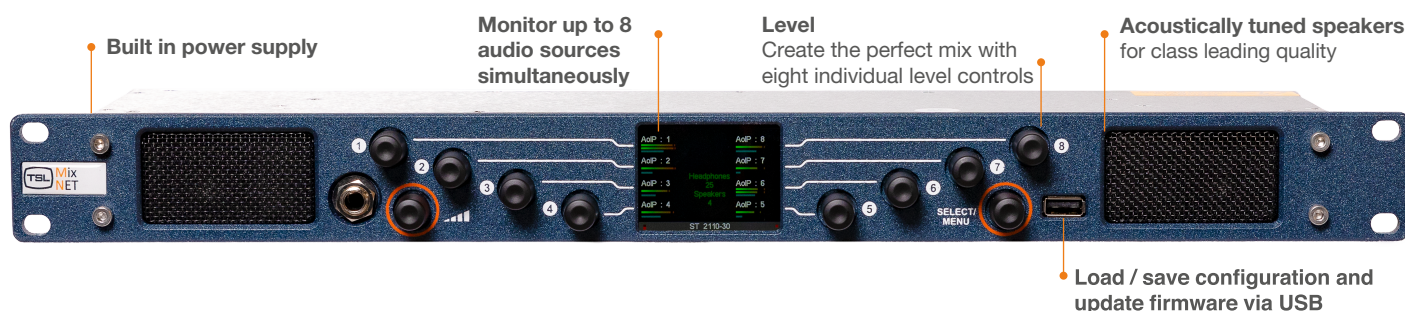 Built in power supply
Monitor up to 8
audio sources
simultaneously
Level
Create the perfect mix with
eight individual level controls
Acoustically tuned speakers
for class leading quality
TSL Mix
NET
1
2
3
4
AoIP : 1
AoIP : 2
AoIP : 3
AoIP : 4
Headphones
25
Speakers
4
AoIP : 8
AoIP : 7
AoIP : 6
AoIP : 5
ST 2110-30
5
6
7
8
SELECT/
MENU
Load / save configuration and
update firmware via USB